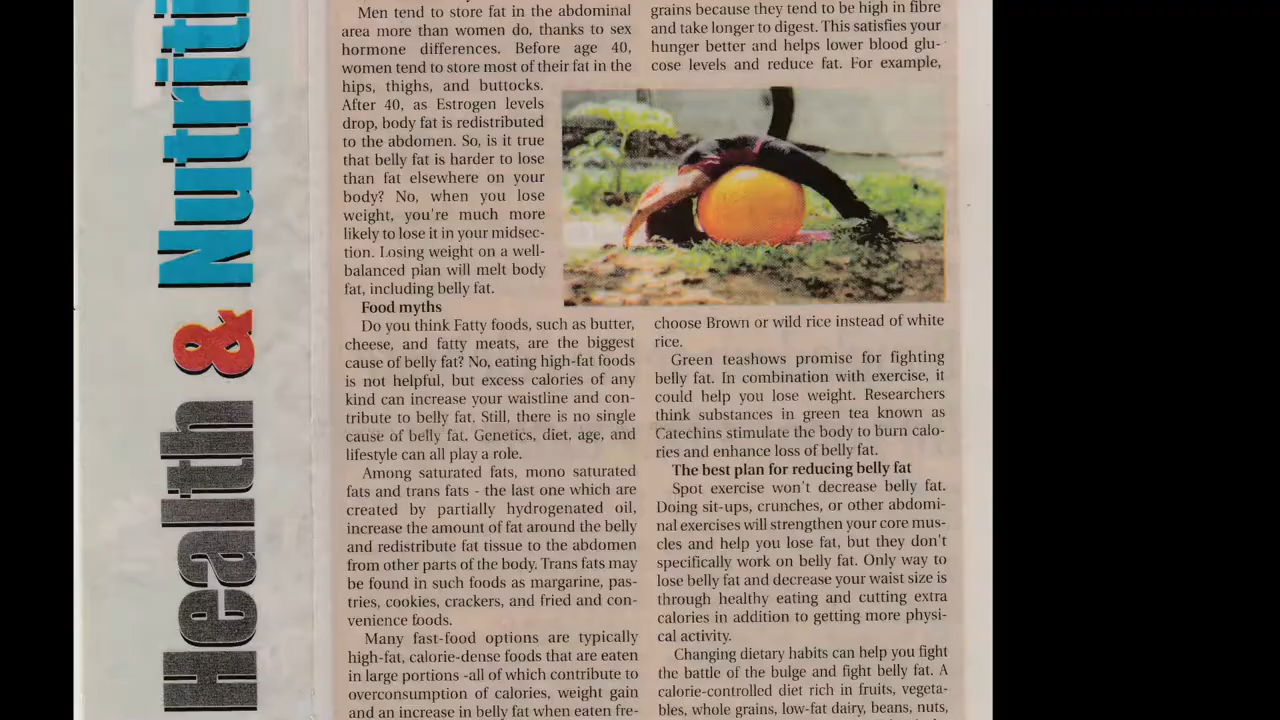 Health & Nutriti
Men tend to store fat in the abdominal
area more than women do, thanks to sex
hormone differences. Before age 40,
women tend to store most of their fat in the
hips, thighs, and buttocks.
After 40, as Estrogen levels
drop, body fat is redistributed
to the abdomen. So, is it true
that belly fat is harder to lose
than fat elsewhere on your
body? No, when you lose
weight, you're much more
likely to lose it in your midsec-
tion. Losing weight on a well-
balanced plan will melt body
fat, including belly fat.
Food myths
Do you think Fatty foods, such as butter,
cheese, and fatty meats, are the biggest
cause of belly fat? No, eating high-fat foods
is not helpful, but excess calories of any
kind can increase your waistline and con-
tribute to belly fat. Still, there is no single
cause of belly fat. Genetics, diet, age, and
lifestyle can all play a role.
Among saturated fats, mono saturated
fats and trans fats - the last one which are
created by partially hydrogenated oil,
increase the amount of fat around the belly
and redistribute fat tissue to the abdomen
from other parts of the body. Trans fats may
be found in such foods as margarine, pas-
tries, cookies, crackers, and fried and con-
venience foods.
Many fast-food options are typically
high-fat, calorie-dense foods that are eaten
in large portions -all of which contribute to
overconsumption of calories, weight gain
and an increase in belly fat when eaten fre-
grains because they tend to be high in fibre
and take longer to digest. This satisfies your
hunger better and helps lower blood glu-
cose levels and reduce fat. For example,
choose Brown or wild rice instead of white
rice.
Green teashows promise for fighting
belly fat. In combination with exercise, it
could help you lose weight. Researchers
think substances in green tea known as
Catechins stimulate the body to burn calo-
ries and enhance loss of belly fat.
The best plan for reducing belly fat
Spot exercise won't decrease belly fat.
Doing sit-ups, crunches, or other abdomi-
nal exercises will strengthen your core mus-
cles and help you lose fat, but they don't
specifically work on belly fat. Only way to
lose belly fat and decrease your waist size is
through healthy eating and cutting extra
calories in addition to getting more physi-
cal activity.
Changing dietary habits can help you fight
the battle of the bulge and fight belly fat. A
calorie-controlled diet rich in fruits, vegeta-
bles, whole grains, low-fat dairy, beans, nuts,